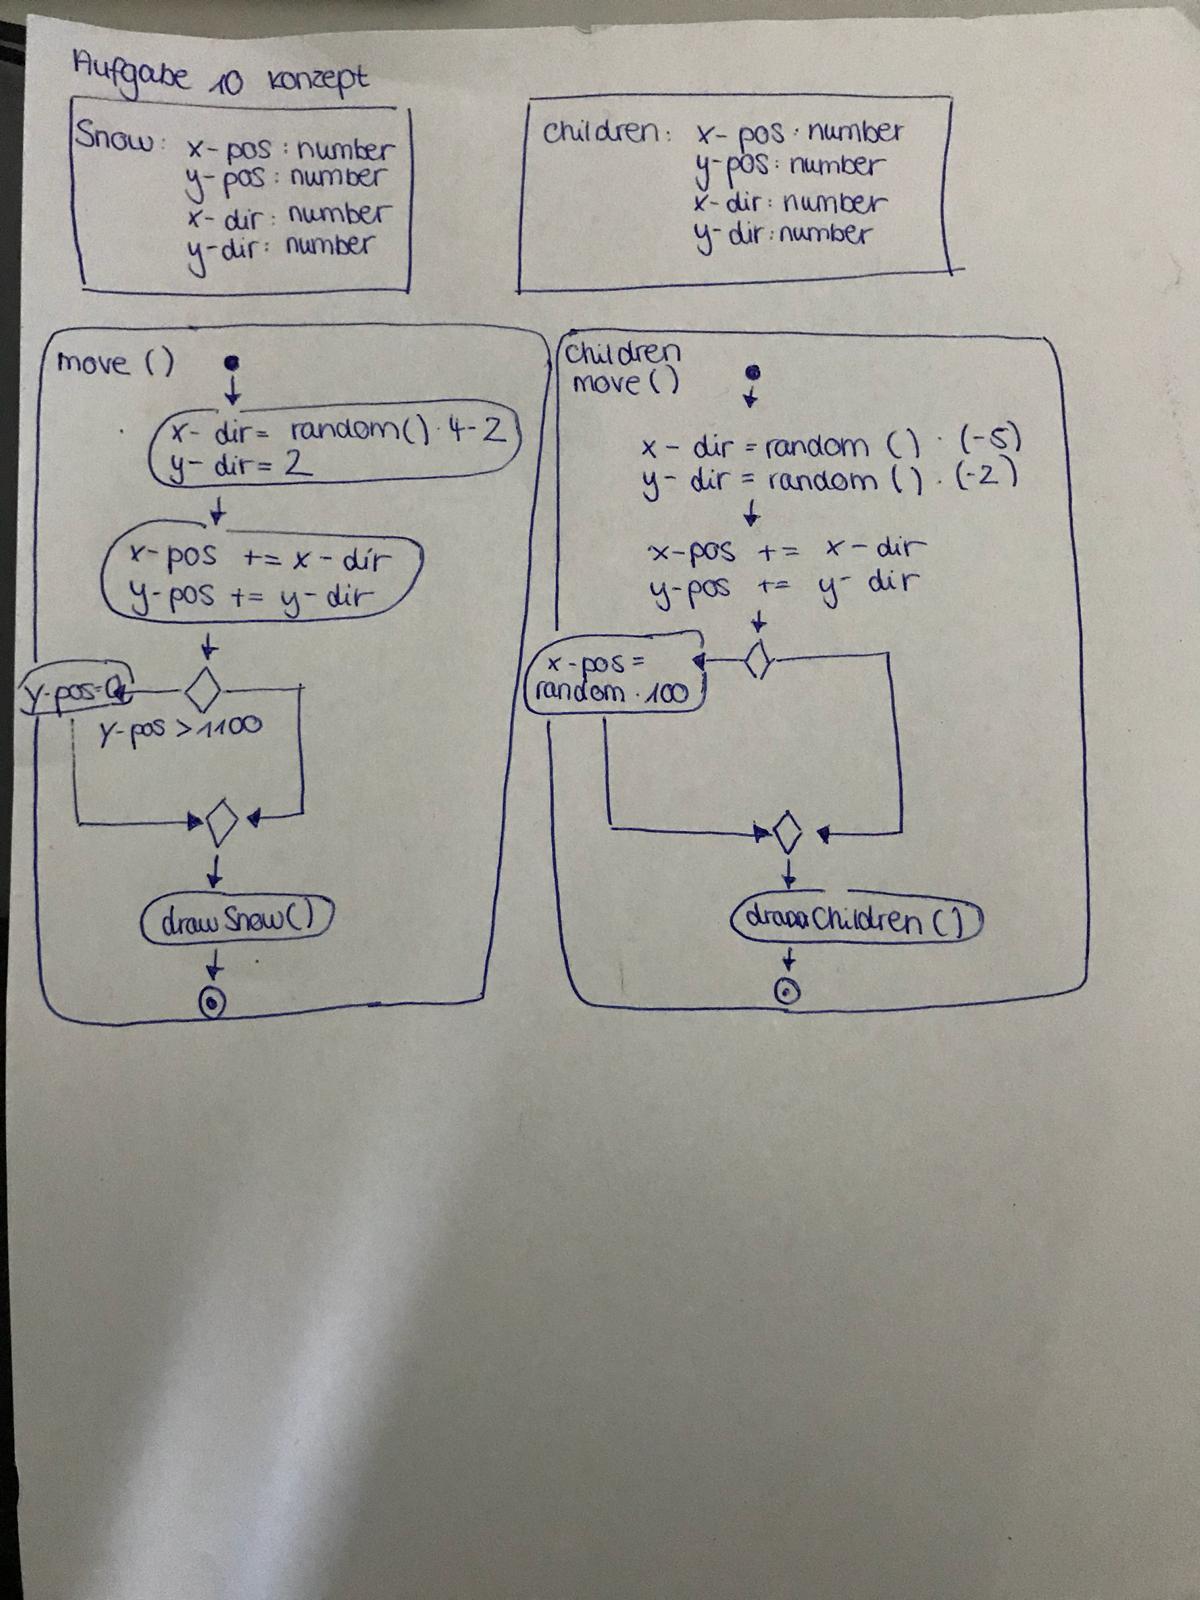 Aufgabe 10 Konzept
Snow: x-pos : number
y-pos : number
x-dir : number
y-dir : number
children: x-pos : number
y-pos : number
x-dir : number
y-dir : number
move ()
x-dir = random() · 4-2
y-dir = 2
x-pos += x-dir
y-pos += y-dir
y-pos=0
y-pos > 1100
draw Snow()
children
move ()
x-dir = random () · (-5)
y-dir = random () · (-2)
x-pos += x-dir
y-pos += y-dir
x-pos =
random · 100
drawChildren ()